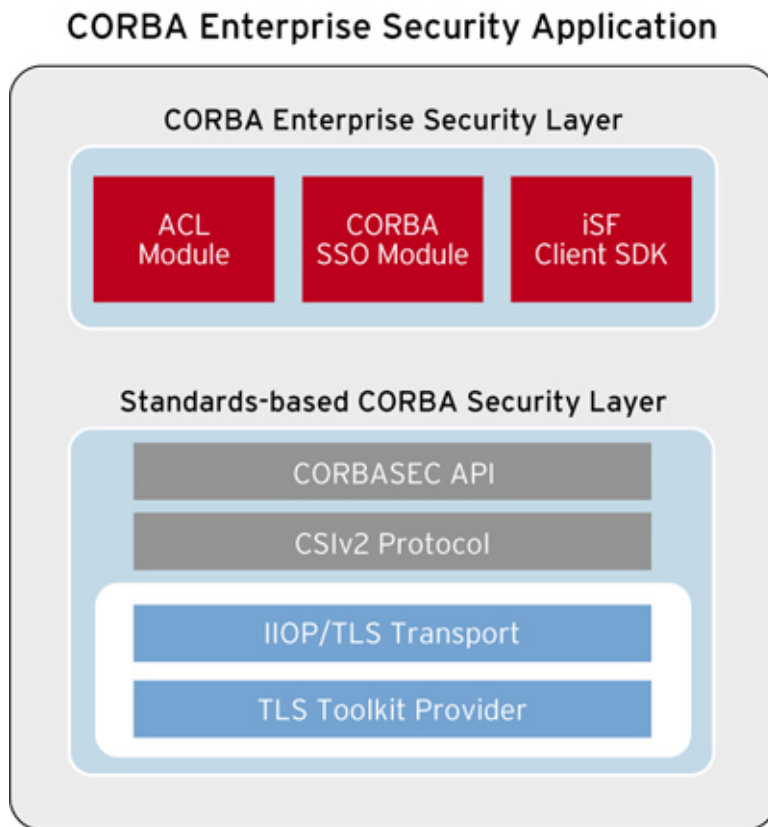 CORBA Enterprise Security Application
CORBA Enterprise Security Layer
ACL
Module
CORBA
SSO Module
iSF
Client SDK
Standards-based CORBA Security Layer
CORBASEC API
CSIv2 Protocol
IIOP/TLS Transport
TLS Toolkit Provider